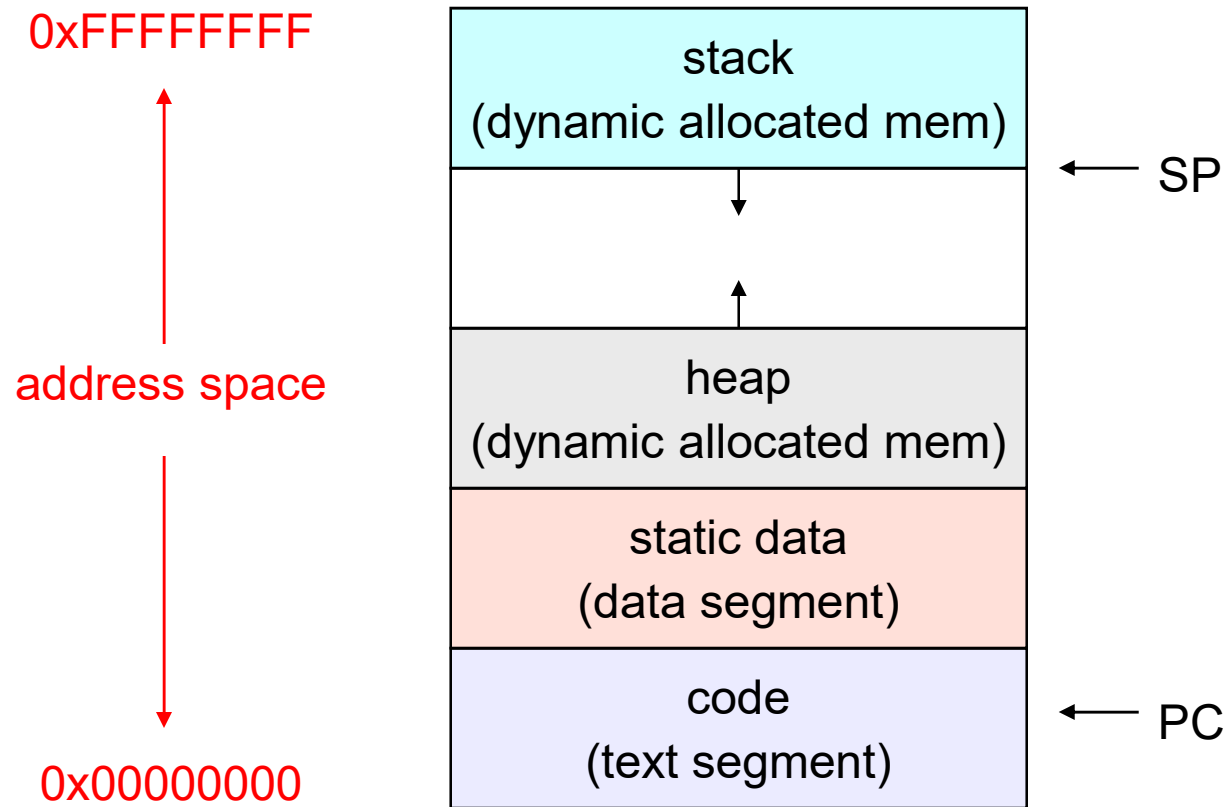 0xFFFFFFFF
stack
(dynamic allocated mem)
SP
address space
heap
(dynamic allocated mem)
static data
(data segment)
code
PC
(text segment)
0x00000000